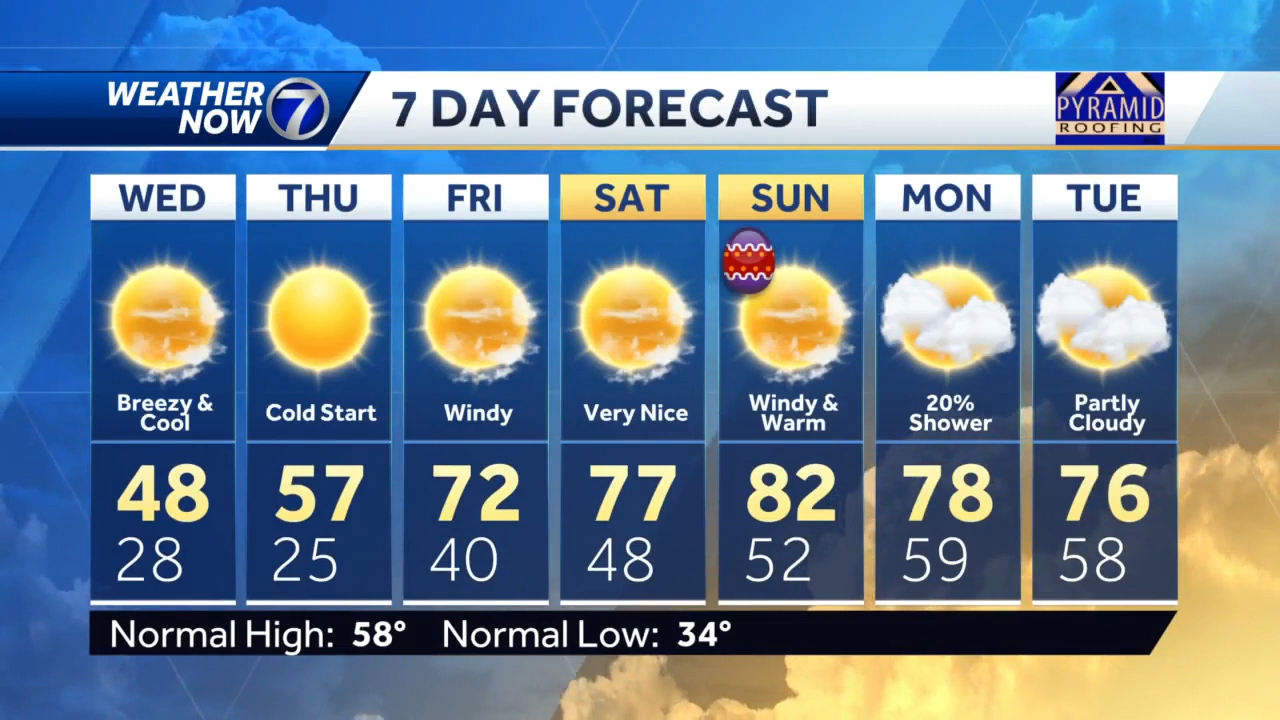 WEATHER
NOW 7
7 DAY FORECAST
PYRAMID
ROOFING
WED THU FRI SAT SUN MON TUE
Breezy &
Cool
Cold Start
Windy
Very Nice
Windy &
Warm
20%
Shower
Partly
Cloudy
48 57 72 77 82 78 76
28 25 40 48 52 59 58
Normal High: 58° Normal Low: 34°